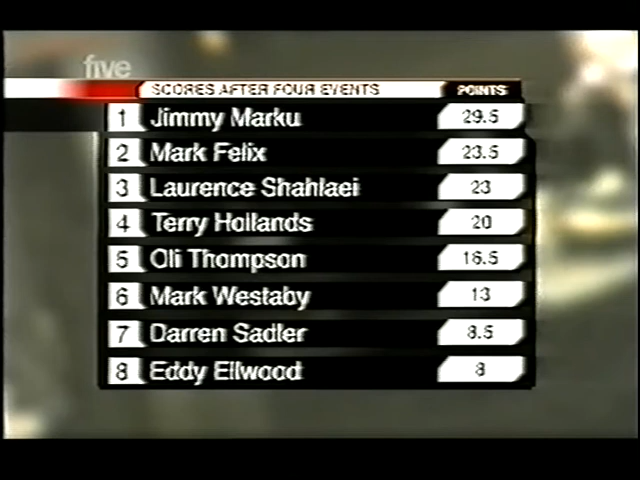 five
SCORES AFTER FOUR EVENTS POINTS
1 Jimmy Marku 29.5
2 Mark Felix 23.5
3 Laurence Shahlaei 23
4 Terry Hollands 20
5 Oli Thompson 18.5
6 Mark Westaby 13
7 Darren Sadler 8.5
8 Eddy Ellwood 8